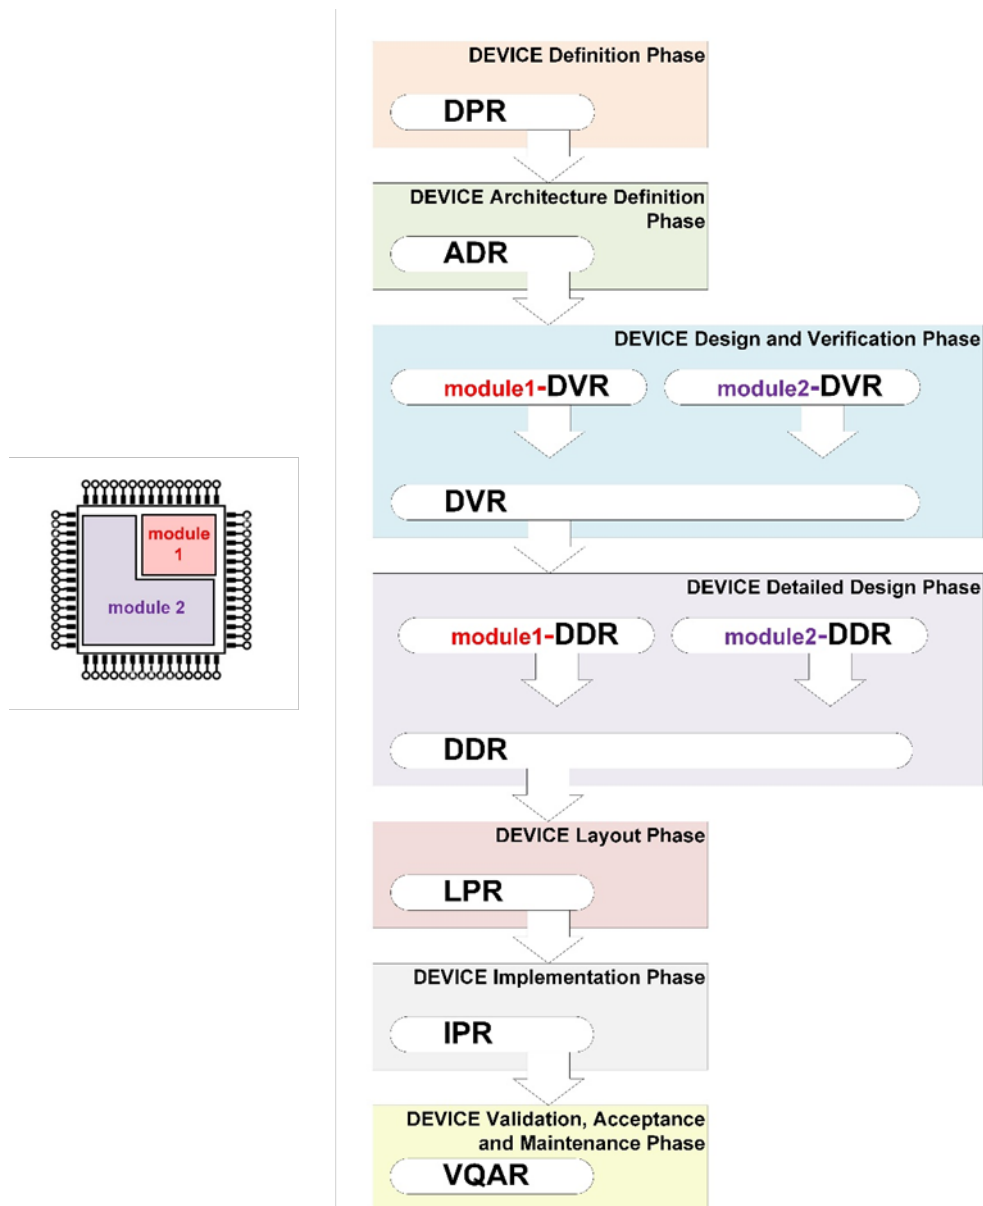 module
1
module 2
DEVICE Definition Phase
DPR
DEVICE Architecture Definition
Phase
ADR
DEVICE Design and Verification Phase
module1-DVR
module2-DVR
DVR
DEVICE Detailed Design Phase
module1-DDR
module2-DDR
DDR
DEVICE Layout Phase
LPR
DEVICE Implementation Phase
IPR
DEVICE Validation, Acceptance
and Maintenance Phase
VQAR